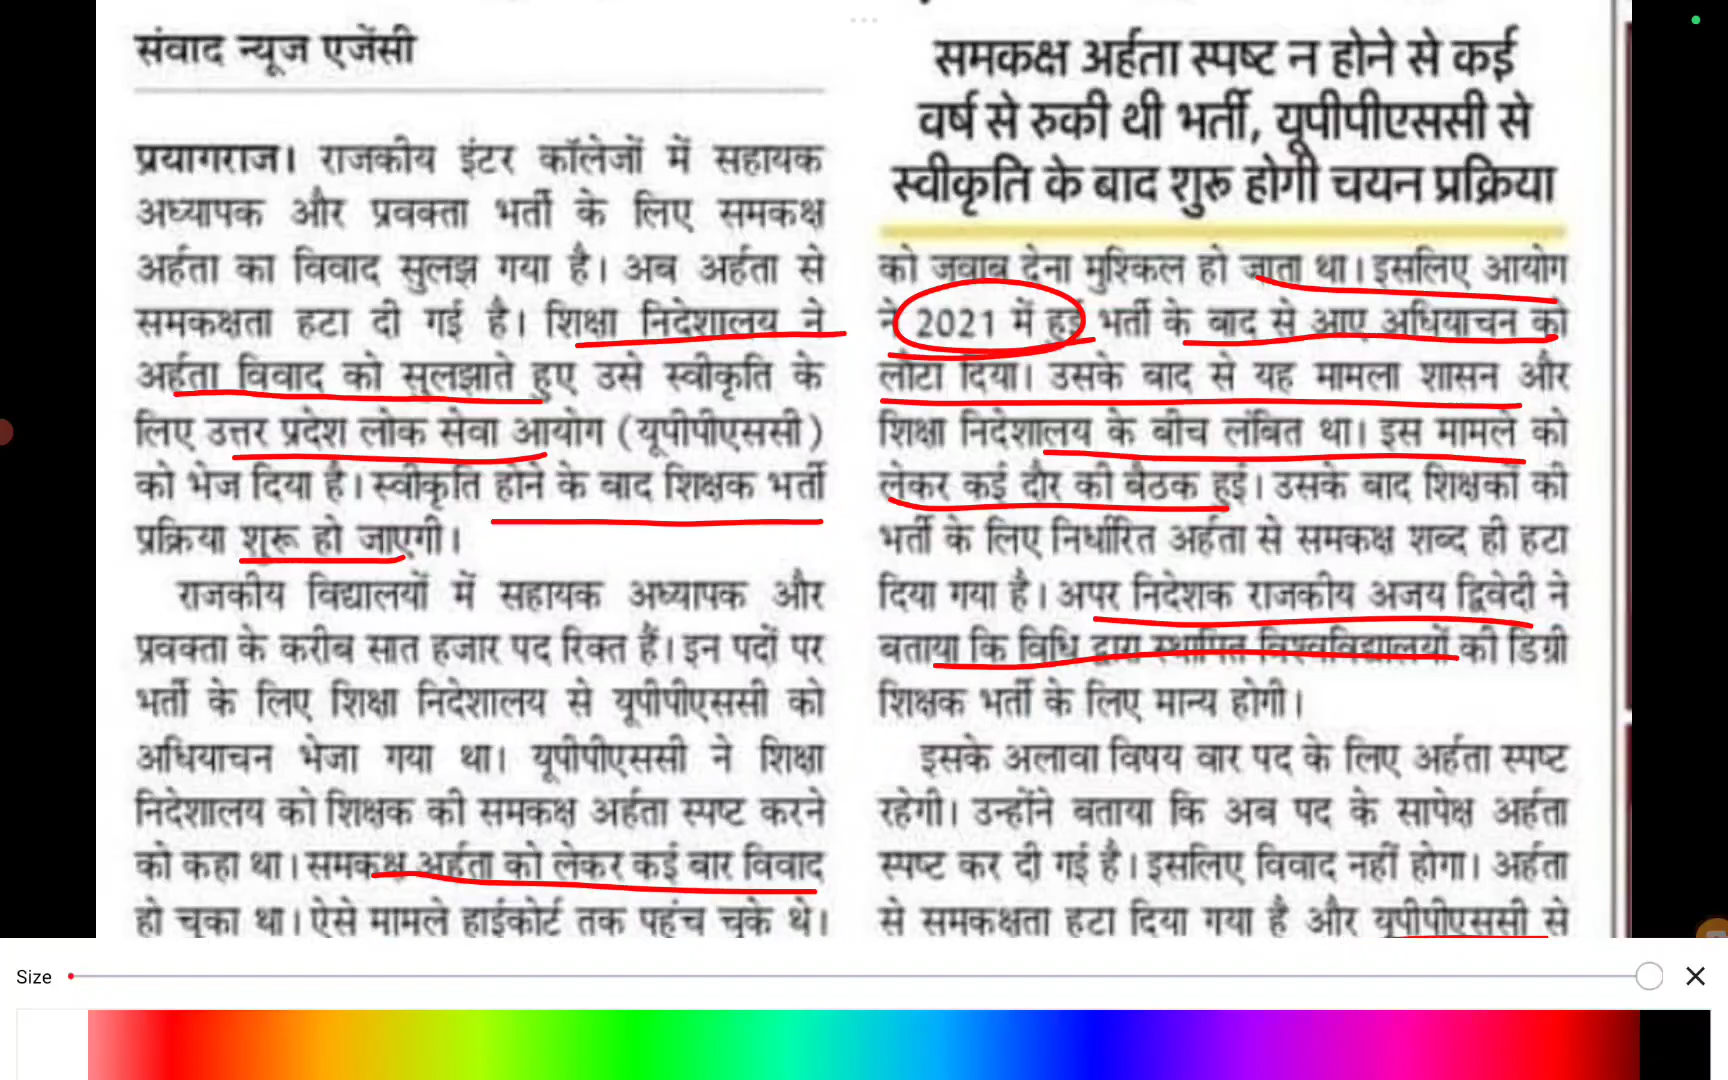 संवाद न्यूज एजेंसी
प्रयागराज। राजकीय इंटर कॉलेजों में सहायक
अध्यापक और प्रवक्ता भर्ती के लिए समकक्ष
अर्हता का विवाद सुलझ गया है। अब अर्हता से
समकक्षता हटा दी गई है। शिक्षा निदेशालय ने
अर्हता विवाद को सुलझाते हुए उसे स्वीकृति के
लिए उत्तर प्रदेश लोक सेवा आयोग (यूपीपीएससी)
को भेज दिया है। स्वीकृति होने के बाद शिक्षक भर्ती
प्रक्रिया शुरू हो जाएगी।
राजकीय विद्यालयों में सहायक अध्यापक और
प्रवक्ता के करीब सात हजार पद रिक्त हैं। इन पदों पर
भर्ती के लिए शिक्षा निदेशालय से यूपीपीएससी को
अधियाचन भेजा गया था। यूपीपीएससी ने शिक्षा
निदेशालय को शिक्षक की समकक्ष अर्हता स्पष्ट करने
को कहा था। समकक्ष अर्हता को लेकर कई बार विवाद
हो चुका था। ऐसे मामले हाईकोर्ट तक पहुंच चुके थे।
समकक्ष अर्हता स्पष्ट न होने से कई
वर्ष से रुकी थी भर्ती, यूपीपीएससी से
स्वीकृति के बाद शुरू होगी चयन प्रक्रिया
को जवाब देना मुश्किल हो जाता था। इसलिए आयोग
ने 2021 में हुई भर्ती के बाद से आए अधियाचन को
लौटा दिया। उसके बाद से यह मामला शासन और
शिक्षा निदेशालय के बीच लंबित था। इस मामले को
लेकर कई दौर की बैठक हुई। उसके बाद शिक्षकों की
भर्ती के लिए निर्धारित अर्हता से समकक्ष शब्द ही हटा
दिया गया है। अपर निदेशक राजकीय अजय द्विवेदी ने
बताया कि विधि द्वारा स्थापित विश्वविद्यालयों की डिग्री
शिक्षक भर्ती के लिए मान्य होगी।
इसके अलावा विषय वार पद के लिए अर्हता स्पष्ट
रहेगी। उन्होंने बताया कि अब पद के सापेक्ष अर्हता
स्पष्ट कर दी गई है। इसलिए विवाद नहीं होगा। अर्हता
से समकक्षता हटा दिया गया है और यूपीपीएससी से
Size